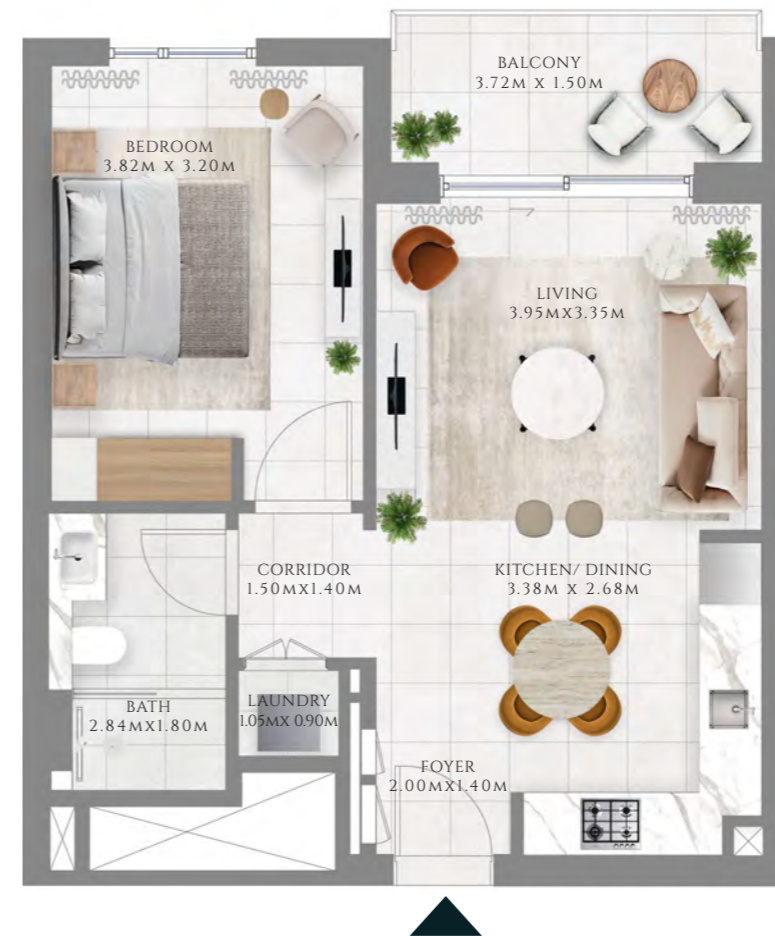 BALCONY
3.72M X 1.50M
BEDROOM
3.82M X 3.20M
LIVING
3.95MX3.35M
CORRIDOR
1.50MX1.40M
KITCHEN/ DINING
3.38M X 2.68M
BATH
2.84MX1.80M
LAUNDRY
1.05MX 0.90M
FOYER
2.00MX1.40M